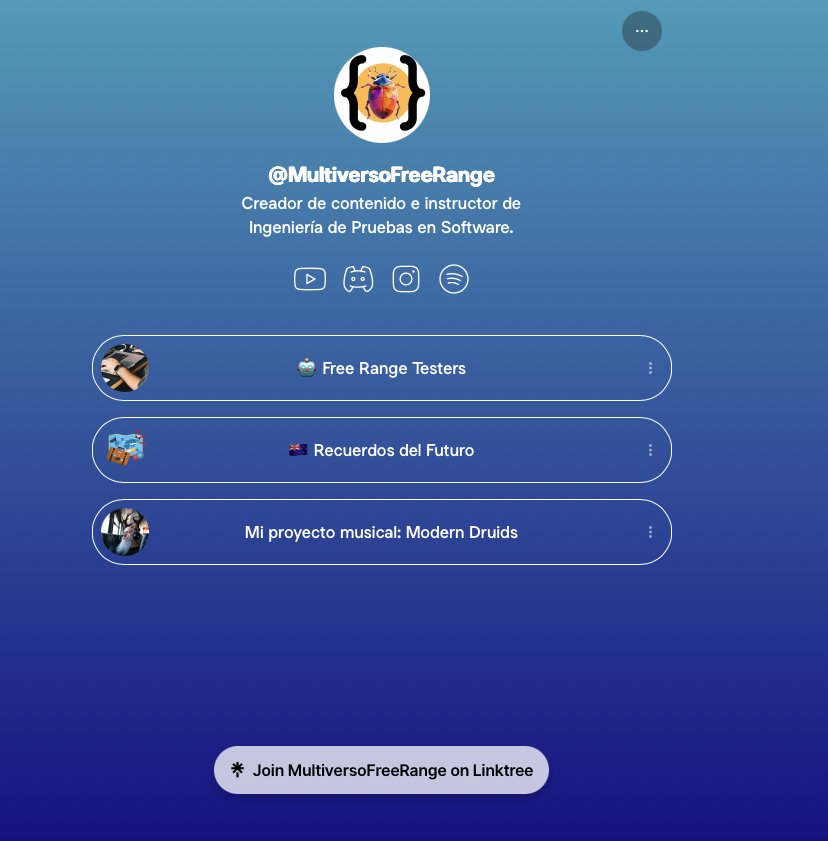 @MultiversoFreeRange
Creador de contenido e instructor de
Ingeniería de Pruebas en Software.
🤖 Free Range Testers
🇳🇿 Recuerdos del Futuro
Mi proyecto musical: Modern Druids
Join MultiversoFreeRange on Linktree